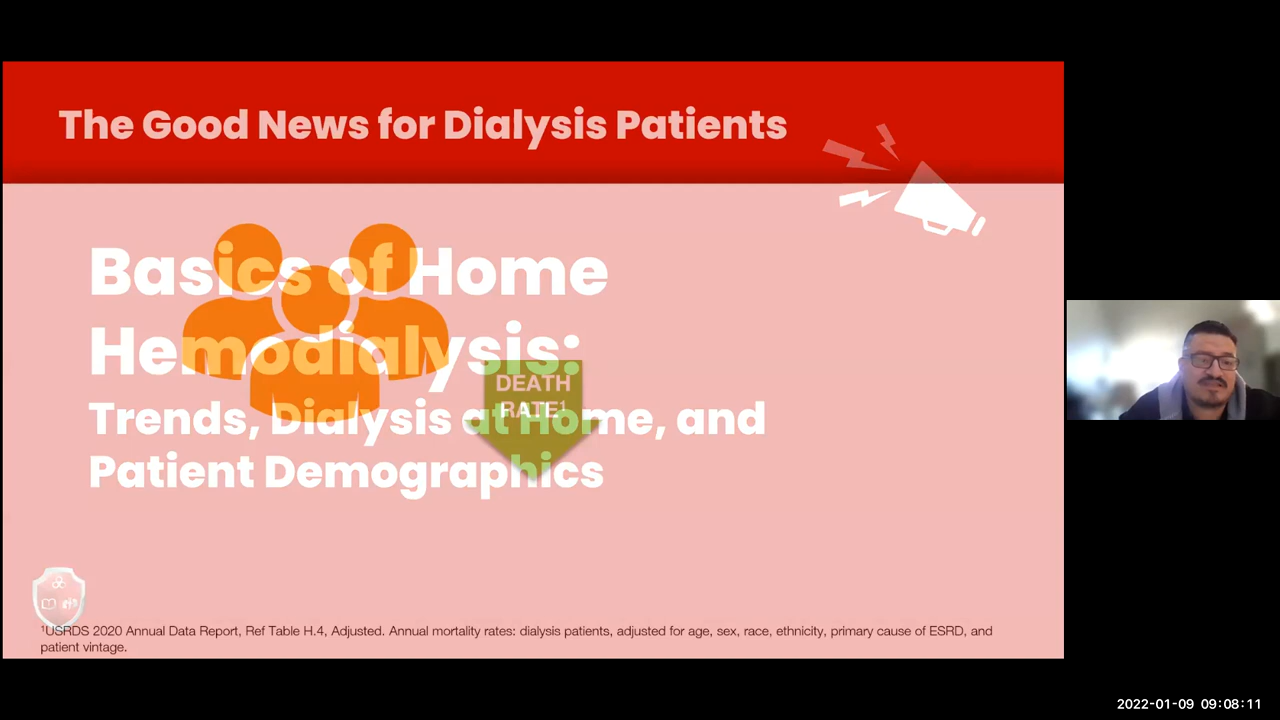 The Good News for Dialysis Patients
Basics of Home
Hemodialysis:
DEATH
RATE¹
Trends, Dialysis at Home, and
Patient Demographics
¹USRDS 2020 Annual Data Report, Ref Table H.4, Adjusted. Annual mortality rates: dialysis patients, adjusted for age, sex, race, ethnicity, primary cause of ESRD, and
patient vintage.
2022-01-09 09:08:11